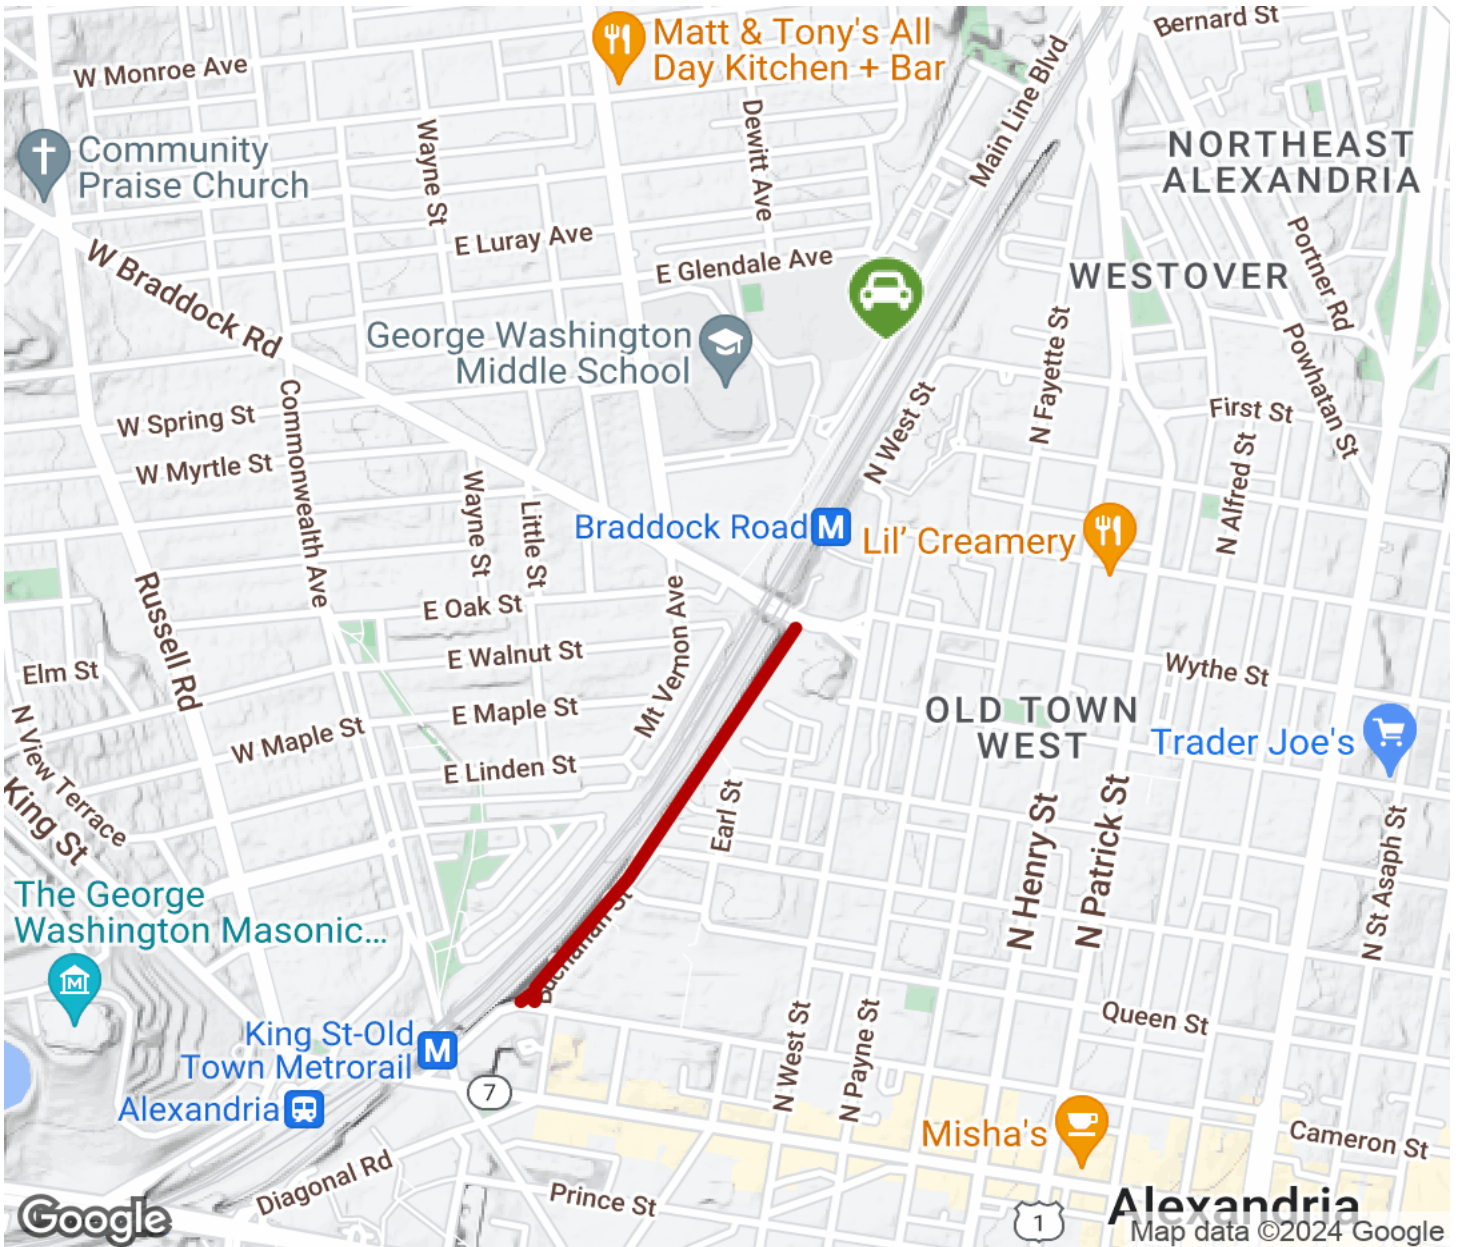 Bernard St
Matt & Tony's All
Day Kitchen + Bar
W Monroe Ave
Main Line Blvd
Dewitt Ave
Wayne St
Community
Praise Church
NORTHEAST
ALEXANDRIA
E Luray Ave
E Glendale Ave
Portner Rd
WESTOVER
W Braddock Rd
George Washington
Middle School
N Fayette St
Powhatan St
N West St
First St
W Spring St
Commonwealth Ave
W Myrtle St
N Alfred St
Wayne St
Little St
Braddock Road
M
Lil' Creamery
Russell Rd
E Oak St
Mt Vernon Ave
E Walnut St
Elm St
Wythe St
E Maple St
OLD TOWN
WEST
Trader Joe's
N View Terrace
W Maple St
E Linden St
King St
Earl St
N Henry St
N Patrick St
N St Asaph St
The George
Washington Masonic...
Buchanan St
M
King St-Old
Town Metrorail
M
Queen St
N West St
N Payne St
7
Alexandria
Misha's
Cameron St
Diagonal Rd
Prince St
1
Alexandria
Google
Map data ©2024 Google